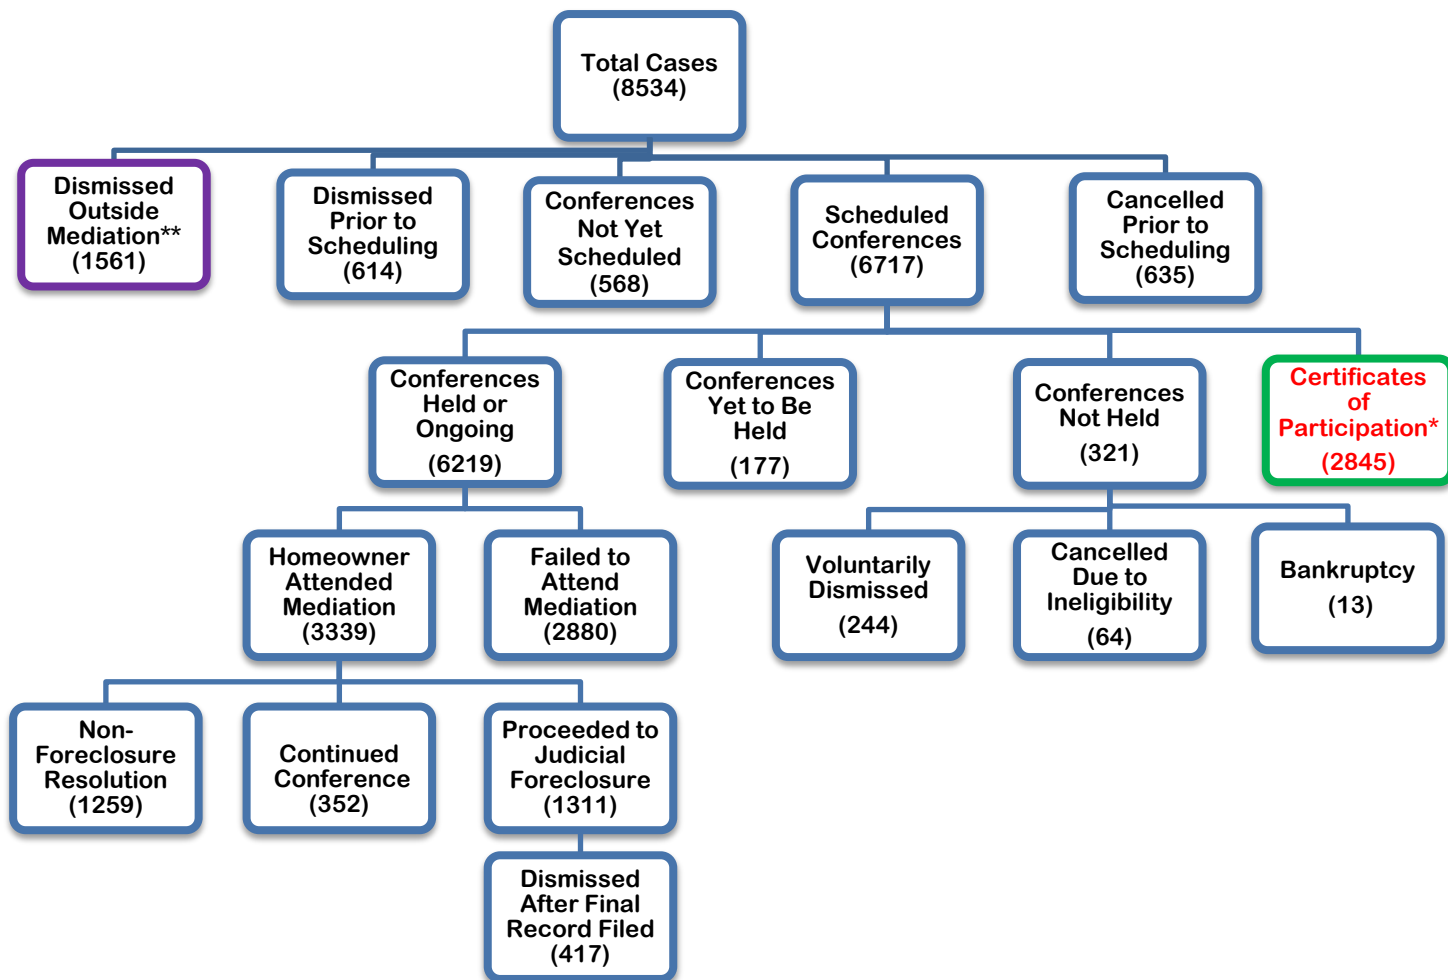 Total Cases
(8534)
Dismissed
Outside
Mediation**
(1561)
Dismissed
Prior to
Scheduling
(614)
Conferences
Not Yet
Scheduled
(568)
Scheduled
Conferences
(6717)
Cancelled
Prior to
Scheduling
(635)
Conferences
Held or
Ongoing
(6219)
Conferences
Yet to Be
Held
(177)
Conferences
Not Held
(321)
Certificates
of
Participation*
(2845)
Homeowner
Attended
Mediation
(3339)
Failed to
Attend
Mediation
(2880)
Voluntarily
Dismissed
(244)
Cancelled
Due to
Ineligibility
(64)
Bankruptcy
(13)
Non-
Foreclosure
Resolution
(1259)
Continued
Conference
(352)
Proceeded to
Judicial
Foreclosure
(1311)
Dismissed
After Final
Record Filed
(417)